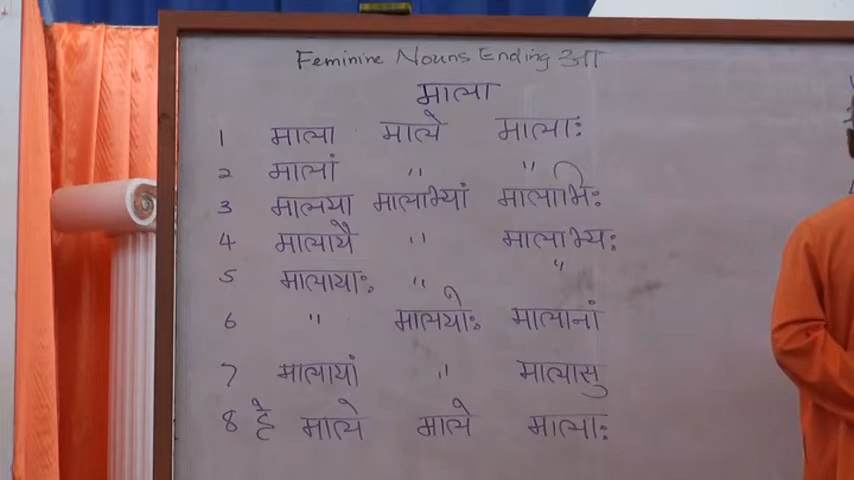 Feminine Nouns Ending आ
माला
1 माला माले मालाः
2 मालां " "
3 मालया मालाभ्यां मालाभिः
4 मालायै " मालाभ्यः
5 मालायाः " "
6 " मालयोः मालानां
7 मालायां " मालासु
8 हे माले माले मालाः